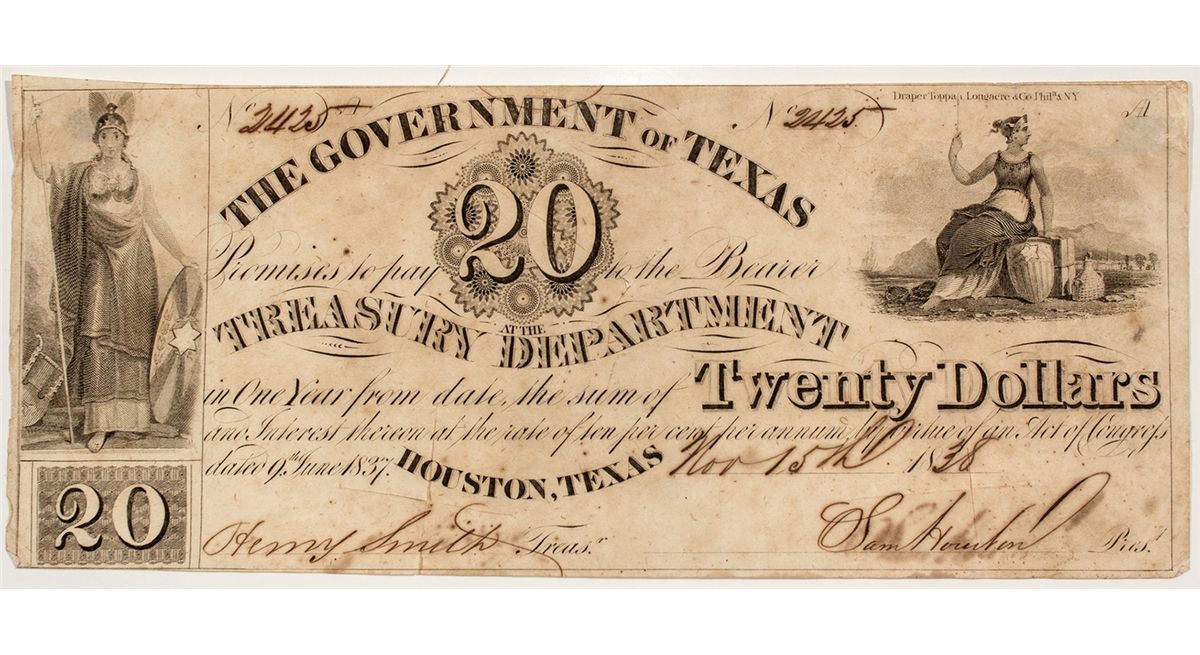 Nº 2425
Nº 2425
Draper Toppan Longacre & Co. Philª & NY
A
THE GOVERNMENT OF TEXAS
20
Promises to pay to the Bearer
AT THE
TREASURY DEPARTMENT
in One Year from date, the sum of Twenty Dollars
and Interest thereon at the rate of ten per cent per annum, by virtue of an Act of Congress
dated 9th June 1837. HOUSTON, TEXAS Nov 15th 1838
20
Henry Smith Treas.r
Sam Houston Pres.t